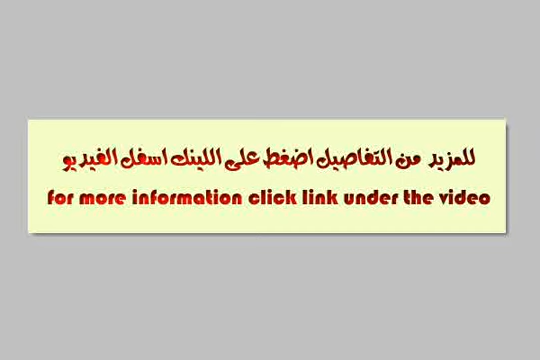 للمزيد من التفاصيل اضغط على اللينك اسفل الفيديو
for more information click link under the video